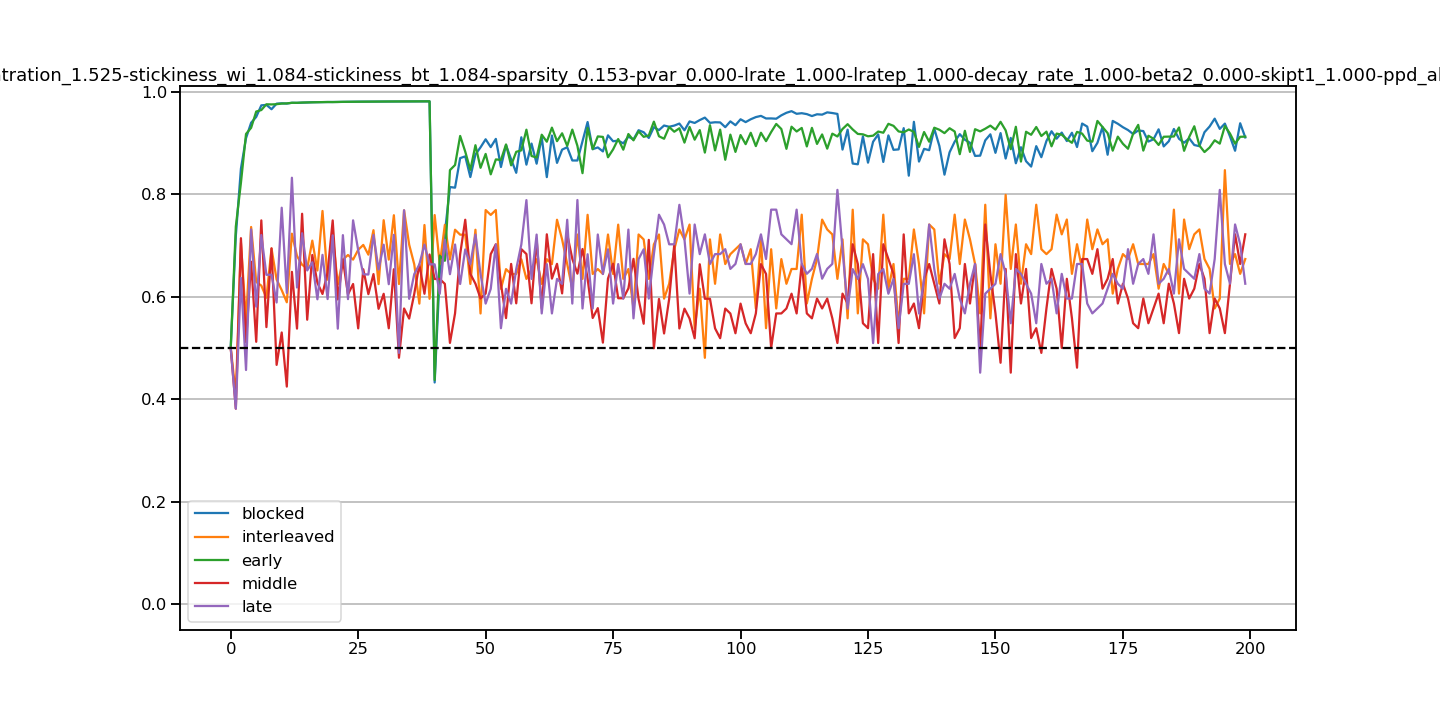 tration_1.525-stickiness_wi_1.084-stickiness_bt_1.084-sparsity_0.153-pvar_0.000-lrate_1.000-lratep_1.000-decay_rate_1.000-beta2_0.000-skipt1_1.000-ppd_al
1.0
0.8
0.6
0.4
0.2
0.0
blocked
interleaved
early
middle
late
0 25 50 75 100 125 150 175 200